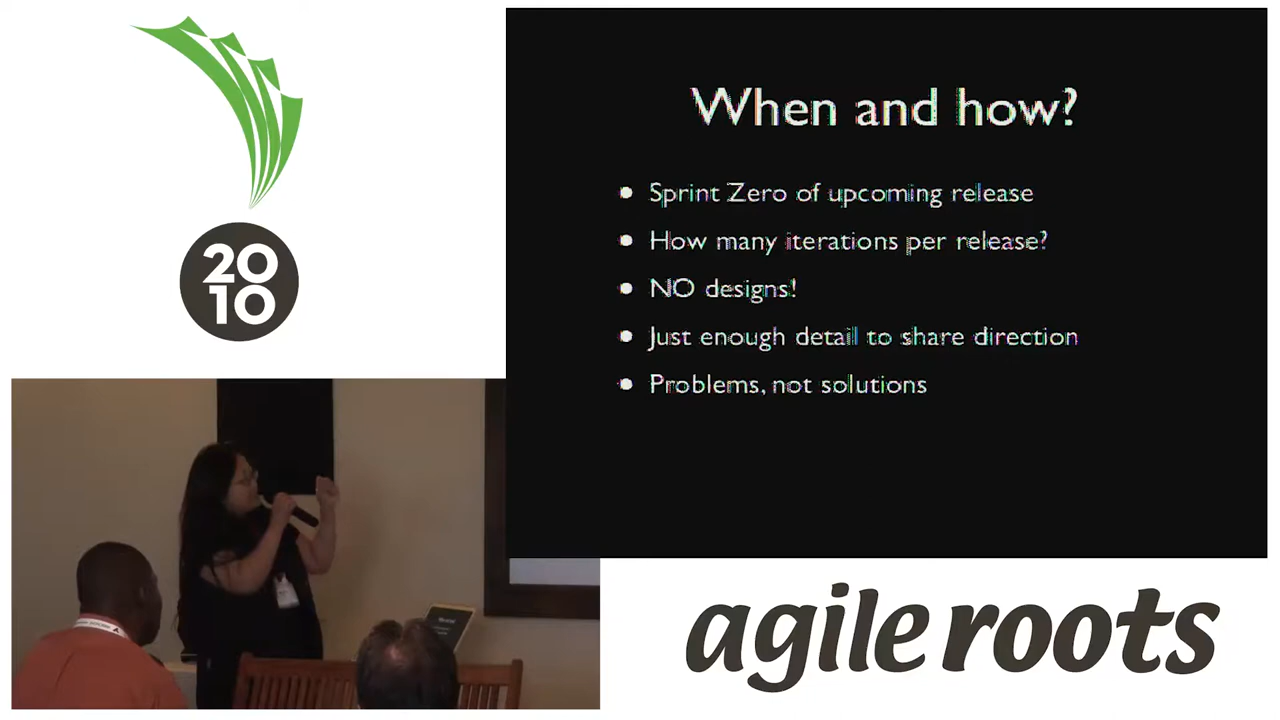 20
10
When and how?
• Sprint Zero of upcoming release
• How many iterations per release?
• NO designs!
• Just enough detail to share direction
• Problems, not solutions
agile roots